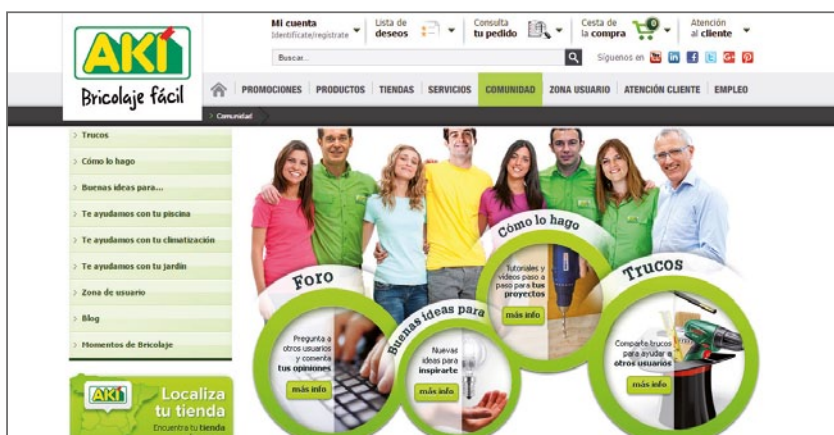 Mi cuenta
Identifícate/regístrate
Lista de
deseos
Consulta
tu pedido
Cesta de
la compra
0
Atención
al cliente
AKÍ
Bricolaje fácil
Buscar...
Síguenos en
PROMOCIONES
PRODUCTOS
TIENDAS
SERVICIOS
COMUNIDAD
ZONA USUARIO
ATENCIÓN CLIENTE
EMPLEO
> Comunidad
> Trucos
> Cómo lo hago
> Buenas ideas para...
> Te ayudamos con tu piscina
> Te ayudamos con tu climatización
> Te ayudamos con tu jardín
> Zona de usuario
> Blog
> Momentos de Bricolaje
AKÍ
Localiza
tu tienda
Encuentra tu tienda
Foro
Pregunta a
otros usuarios
y comenta
tus opiniones
más info
Buenas ideas para
Nuevas
ideas para
inspirarte
más info
Cómo lo hago
Tutoriales y
vídeos paso a
paso para tus
proyectos
más info
Trucos
Comparte trucos
para ayudar a
otros usuarios
más info